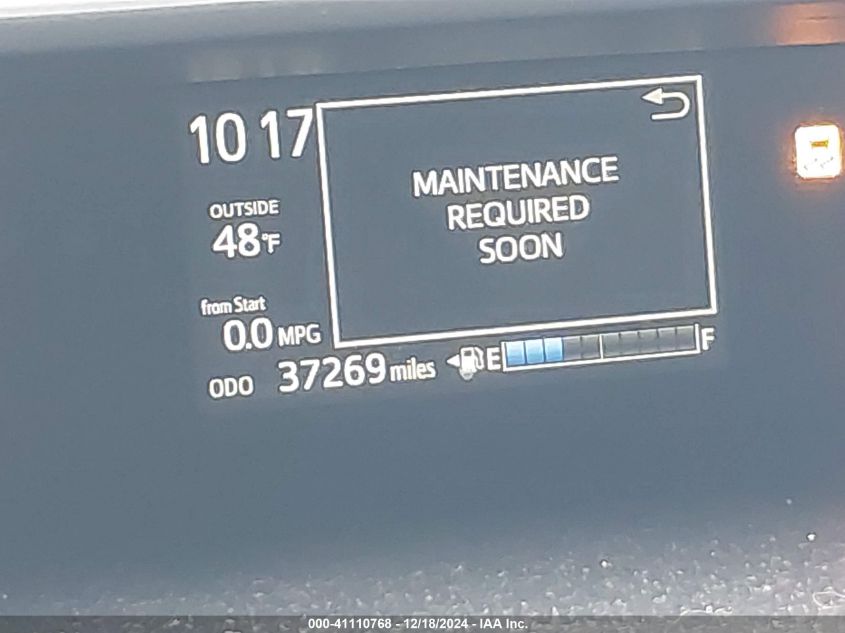 10 17
MAINTENANCE
REQUIRED
SOON
OUTSIDE
48°F
from Start
0.0 MPG
ODO 37269 miles
E F
000-41110768 - 12/18/2024 - IAA Inc.